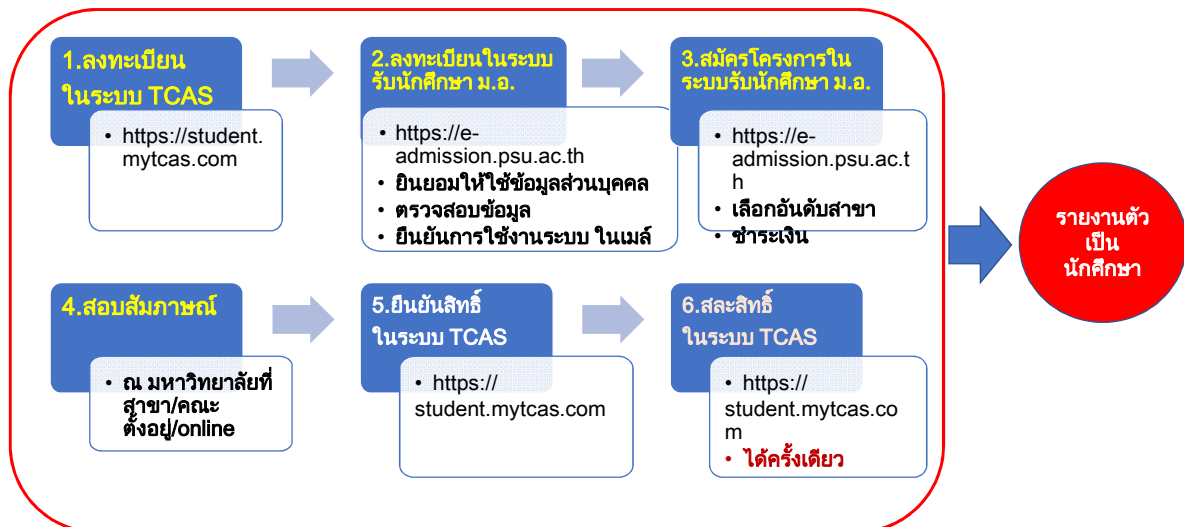 1.ลงทะเบียน
ในระบบ TCAS
• https://student.
mytcas.com
2.ลงทะเบียนในระบบ
รับนักศึกษา ม.อ.
• https://e-
admission.psu.ac.th
• ยินยอมให้ใช้ข้อมูลส่วนบุคคล
• ตรวจสอบข้อมูล
• ยืนยันการใช้งานระบบ ในเมล์
3.สมัครโครงการใน
ระบบรับนักศึกษา ม.อ.
• https://e-
admission.psu.ac.t
h
• เลือกอันดับสาขา
• ชำระเงิน
4.สอบสัมภาษณ์
• ณ มหาวิทยาลัยที่
สาขา/คณะ
ตั้งอยู่/online
5.ยืนยันสิทธิ์
ในระบบ TCAS
• https://
student.mytcas.com
6.สละสิทธิ์
ในระบบ TCAS
• https://
student.mytcas.co
m
• ได้ครั้งเดียว
รายงานตัว
เป็น
นักศึกษา